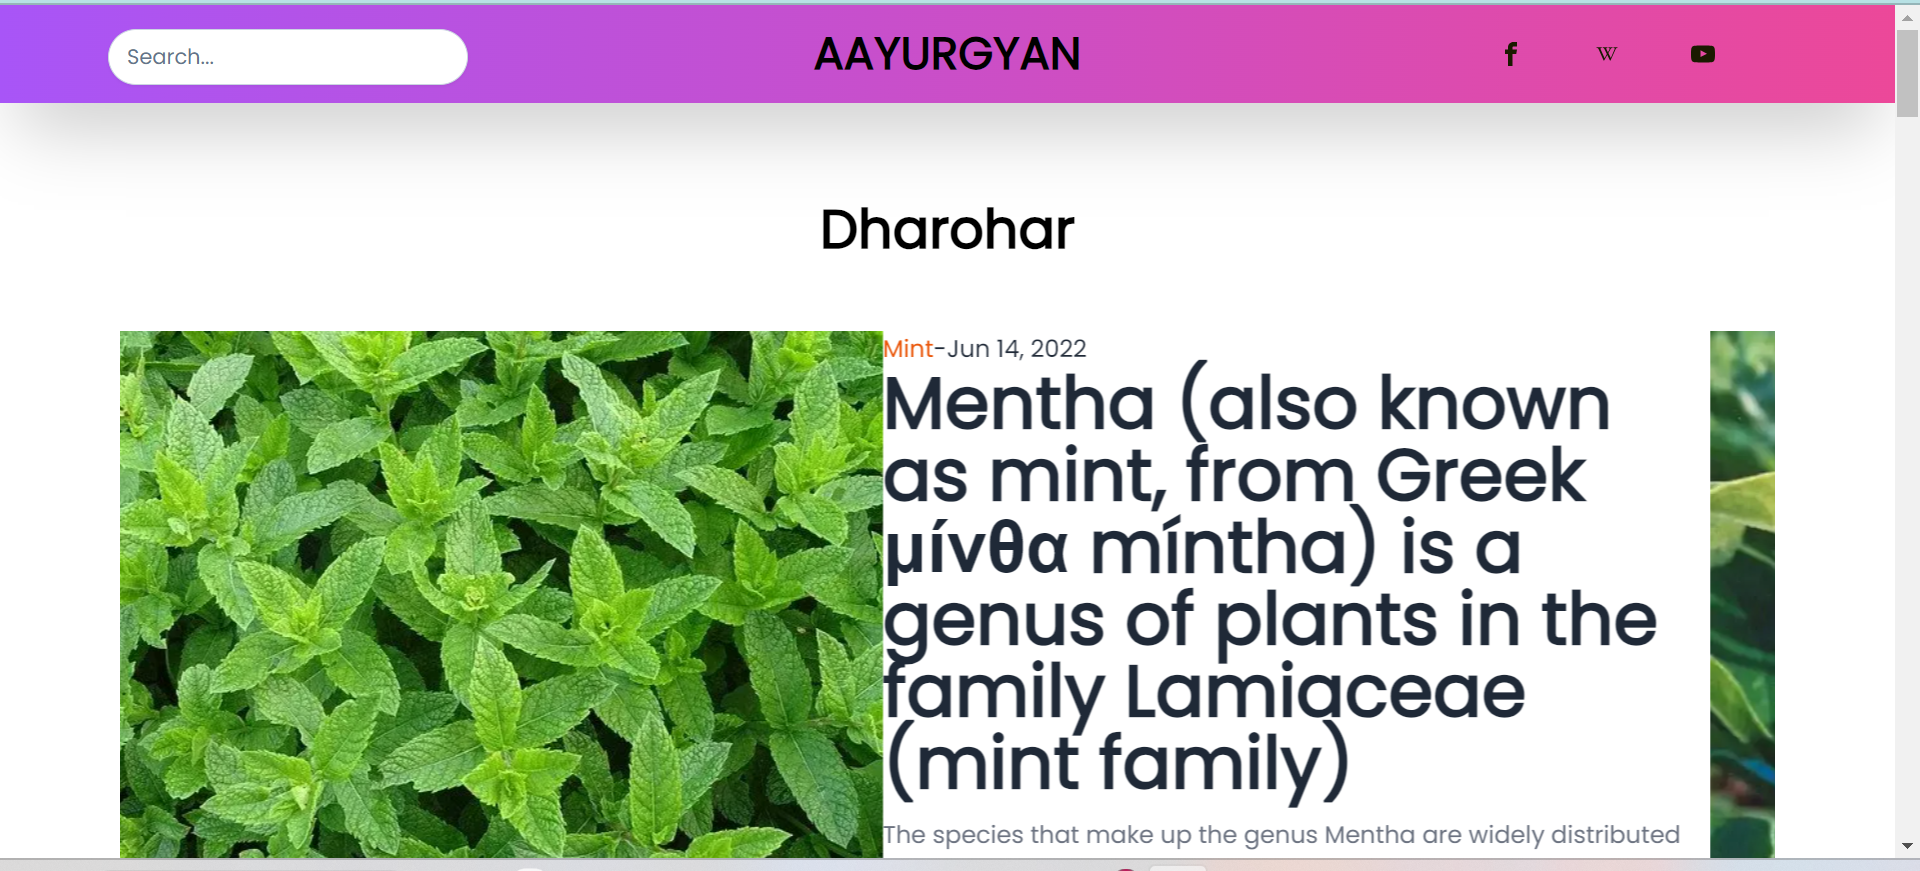 Search...
AAYURGYAN
W
Dharohar
Mint-Jun 14, 2022
Mentha (also known
as mint, from Greek
μίνθα míntha) is a
genus of plants in the
family Lamiaceae
(mint family)
The species that make up the genus Mentha are widely distributed